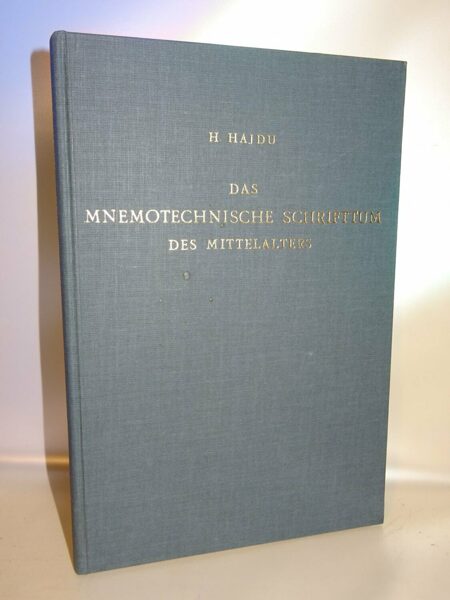 H. HAJDU
DAS
MNEMOTECHNISCHE SCHRIFTTUM
DES MITTELALTERS